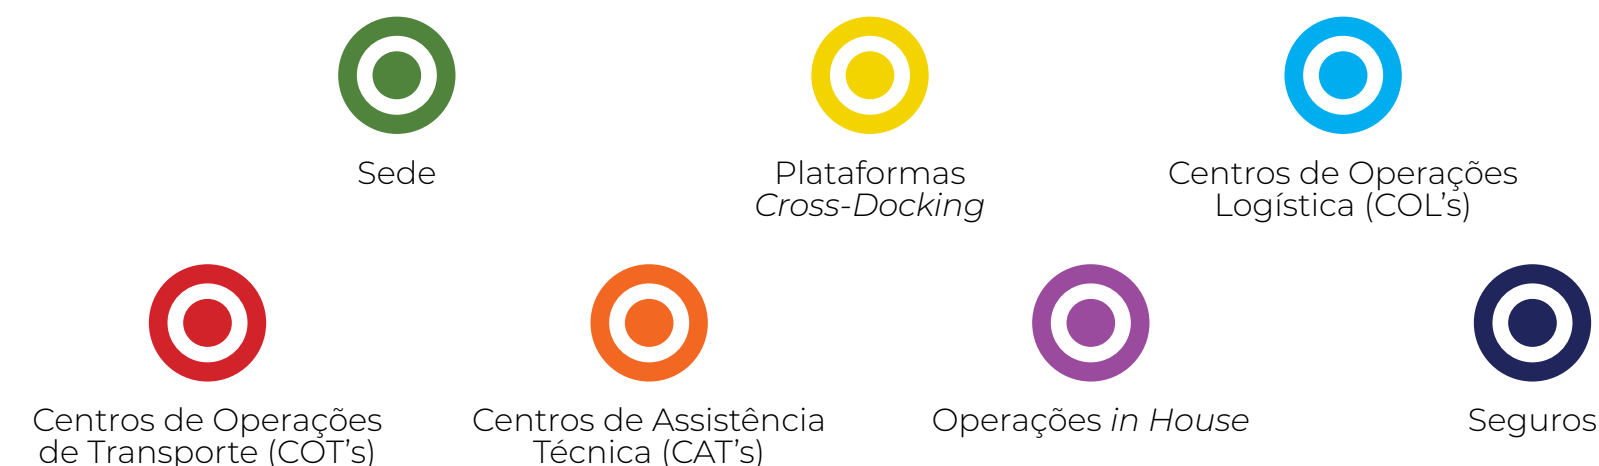 Sede
Plataformas
Cross-Docking
Centros de Operações
Logística (COL's)
Centros de Operações
de Transporte (COT's)
Centros de Assistência
Técnica (CAT's)
Operações in House
Seguros